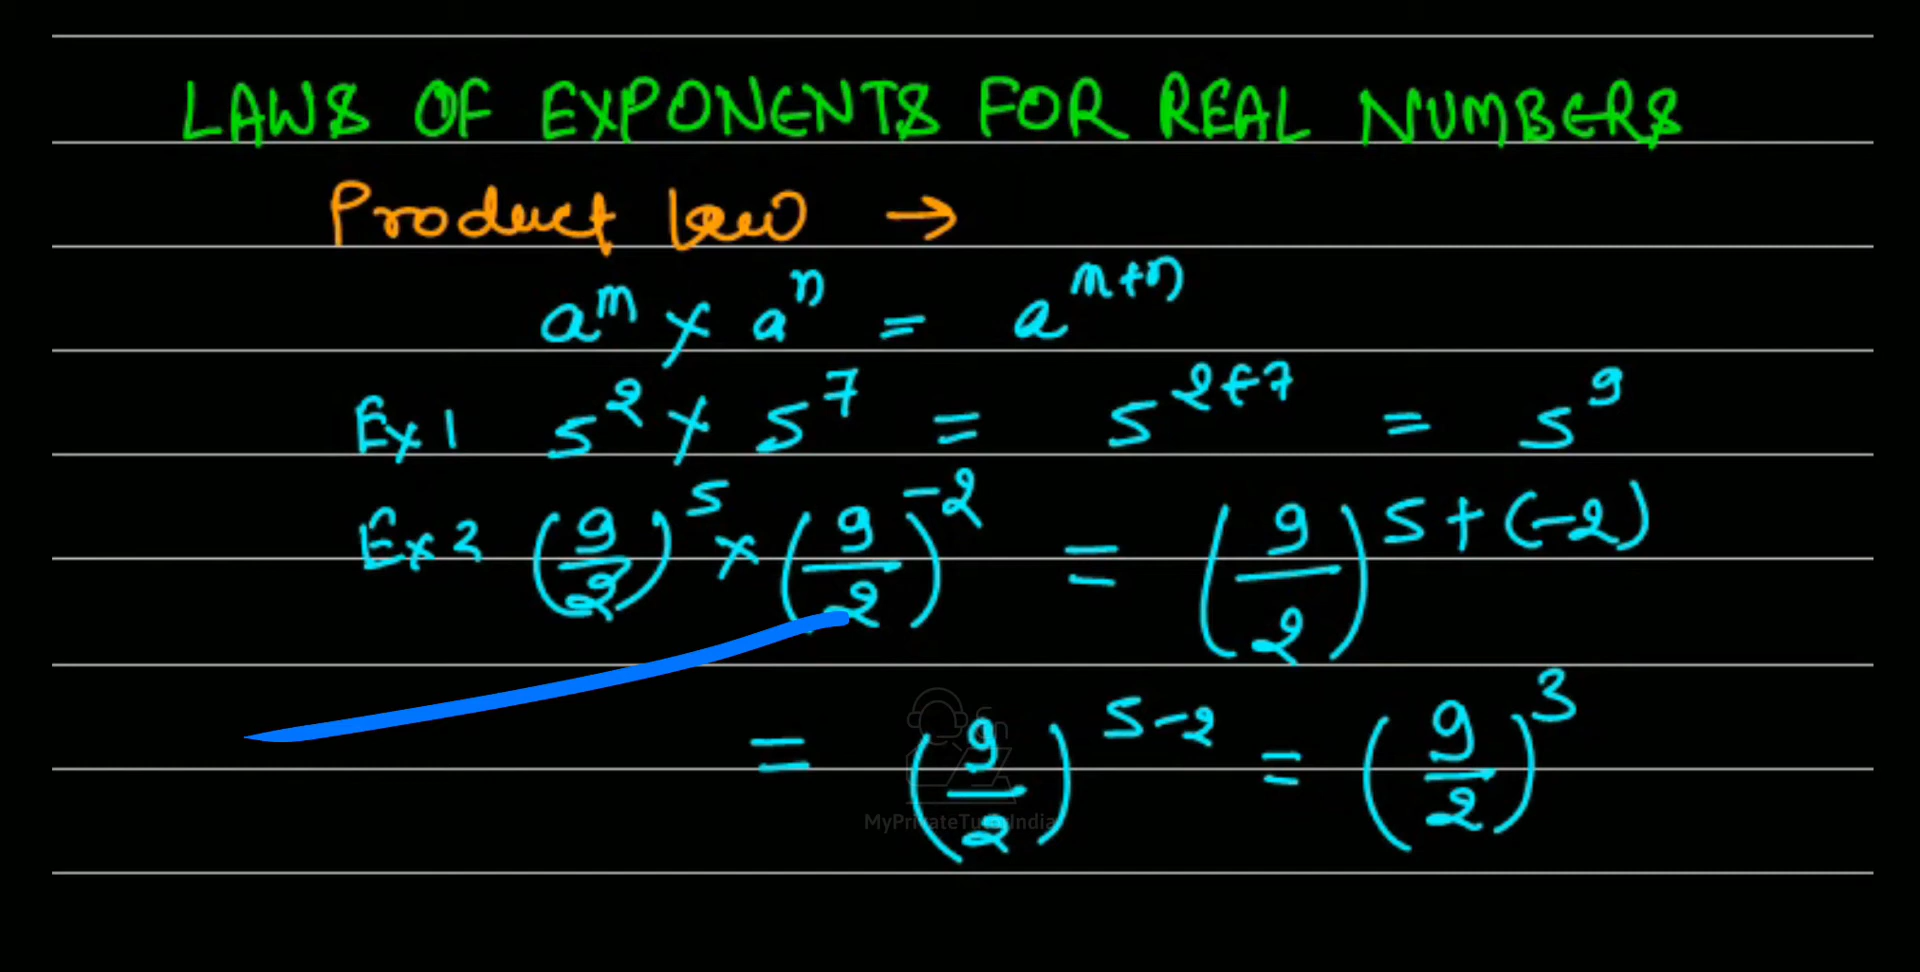 LAWS OF EXPONENTS FOR REAL NUMBERS
Product law →
a^m × a^n = a^{m+n}
Ex 1 5^2 × 5^7 = 5^{2+7} = 5^9
Ex 2 (9/2)^5 × (9/2)^{-2} = (9/2)^{5+(-2)}
= (9/2)^{5-2} = (9/2)^3
MyPrivateTutorIndia